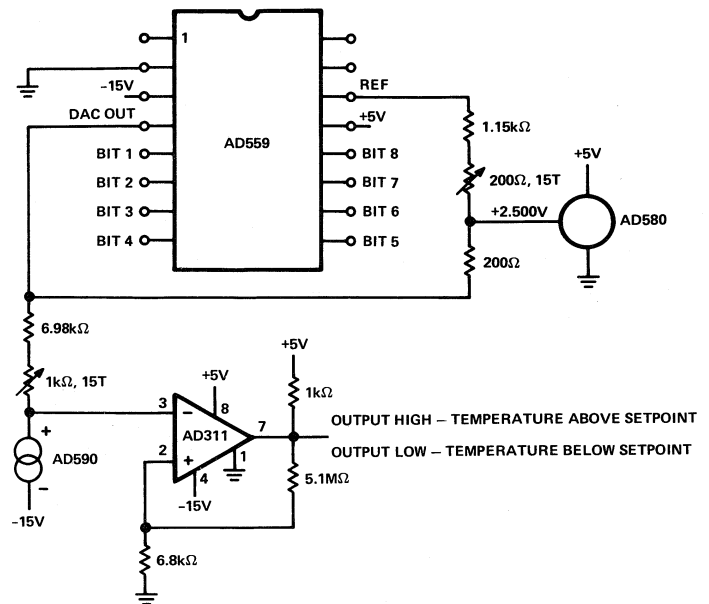 1
-15V
REF
DAC OUT
+5V
1.15kΩ
AD559
BIT 1
BIT 8
200Ω, 15T
+5V
BIT 2
BIT 7
BIT 3
BIT 6
+2.500V
AD580
BIT 4
BIT 5
200Ω
6.98kΩ
+5V
1kΩ, 15T
+5V
1kΩ
3
–
8
7
OUTPUT HIGH – TEMPERATURE ABOVE SETPOINT
+
AD311
AD590
2
+
1
OUTPUT LOW – TEMPERATURE BELOW SETPOINT
–
4
5.1MΩ
-15V
-15V
6.8kΩ